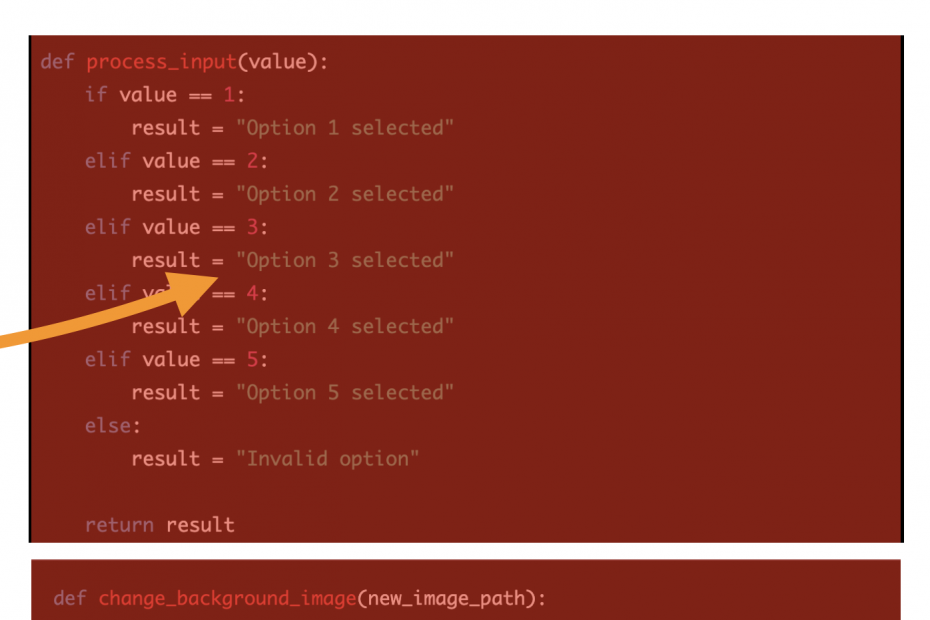 def process_input(value):
    if value == 1:
        result = "Option 1 selected"
    elif value == 2:
        result = "Option 2 selected"
    elif value == 3:
        result = "Option 3 selected"
    elif value == 4:
        result = "Option 4 selected"
    elif value == 5:
        result = "Option 5 selected"
    else:
        result = "Invalid option"
    return result
def change_background_image(new_image_path):